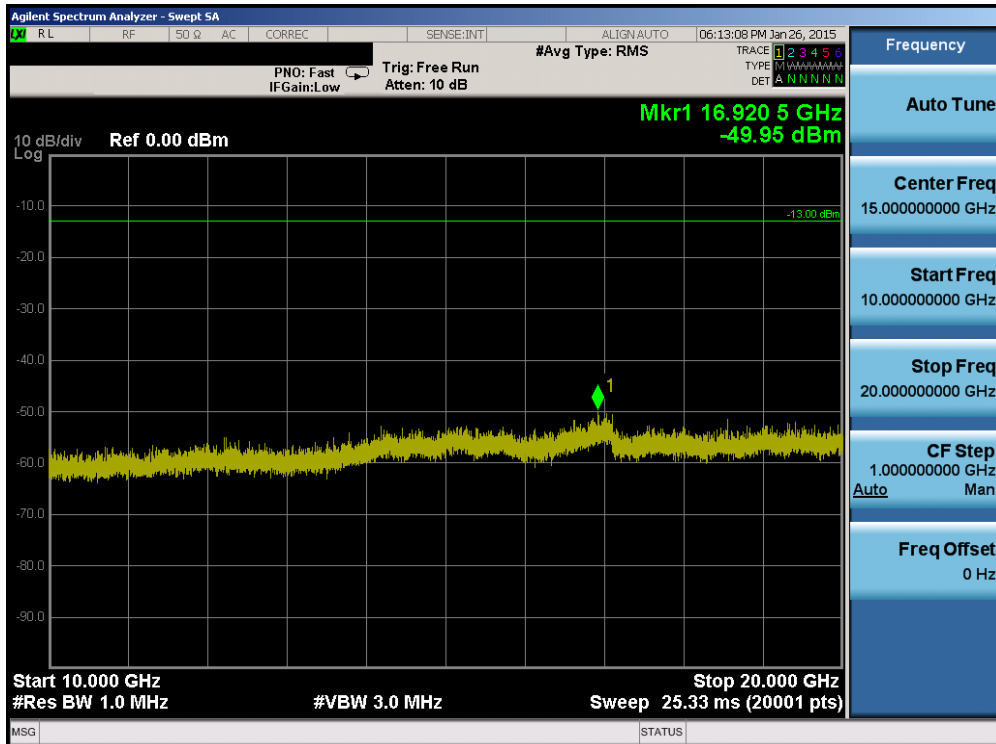 Agilent Spectrum Analyzer - Swept SA
LXI RL RF 50 Ω AC CORREC SENSE:INT ALIGN AUTO 06:13:08 PM Jan 26, 2015
#Avg Type: RMS
TRACE 1 2 3 4 5 6
PNO: Fast Trig: Free Run
TYPE M WWWWW
IFGain:Low Atten: 10 dB
DET A N N N N N
Mkr1 16.920 5 GHz
-49.95 dBm
10 dB/div Ref 0.00 dBm
Log
-10.0
-13.00 dBm
-20.0
-30.0
-40.0
1
-50.0
-60.0
-70.0
-80.0
-90.0
Start 10.000 GHz Stop 20.000 GHz
#Res BW 1.0 MHz #VBW 3.0 MHz Sweep 25.33 ms (20001 pts)
MSG STATUS
Frequency
Auto Tune
Center Freq
15.000000000 GHz
Start Freq
10.000000000 GHz
Stop Freq
20.000000000 GHz
CF Step
1.000000000 GHz
Auto Man
Freq Offset
0 Hz